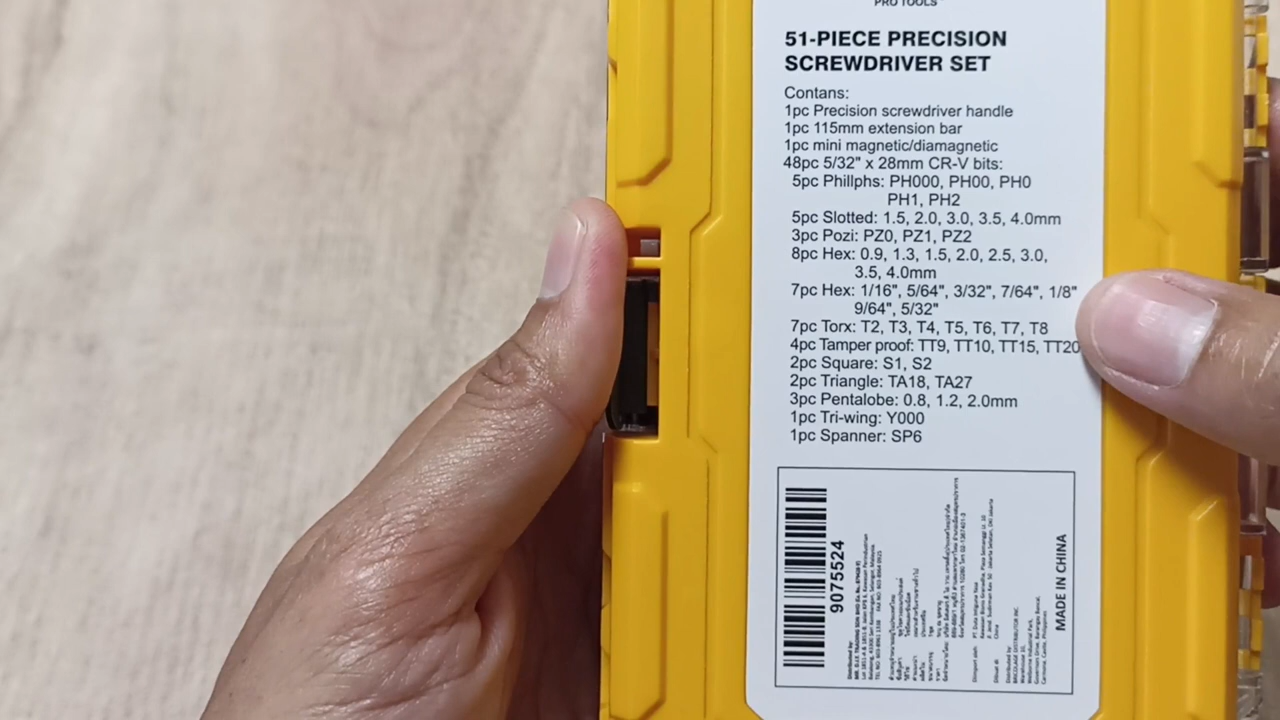 PRO TOOLS
51-PIECE PRECISION
SCREWDRIVER SET
Contans:
1pc Precision screwdriver handle
1pc 115mm extension bar
1pc mini magnetic/diamagnetic
48pc 5/32" x 28mm CR-V bits:
5pc Phillphs: PH000, PH00, PH0
PH1, PH2
5pc Slotted: 1.5, 2.0, 3.0, 3.5, 4.0mm
3pc Pozi: PZ0, PZ1, PZ2
8pc Hex: 0.9, 1.3, 1.5, 2.0, 2.5, 3.0,
3.5, 4.0mm
7pc Hex: 1/16", 5/64", 3/32", 7/64", 1/8"
9/64", 5/32"
7pc Torx: T2, T3, T4, T5, T6, T7, T8
4pc Tamper proof: TT9, TT10, TT15, TT20
2pc Square: S1, S2
2pc Triangle: TA18, TA27
3pc Pentalobe: 0.8, 1.2, 2.0mm
1pc Tri-wing: Y000
1pc Spanner: SP6
9075524
Distributed by:
MADE IN CHINA